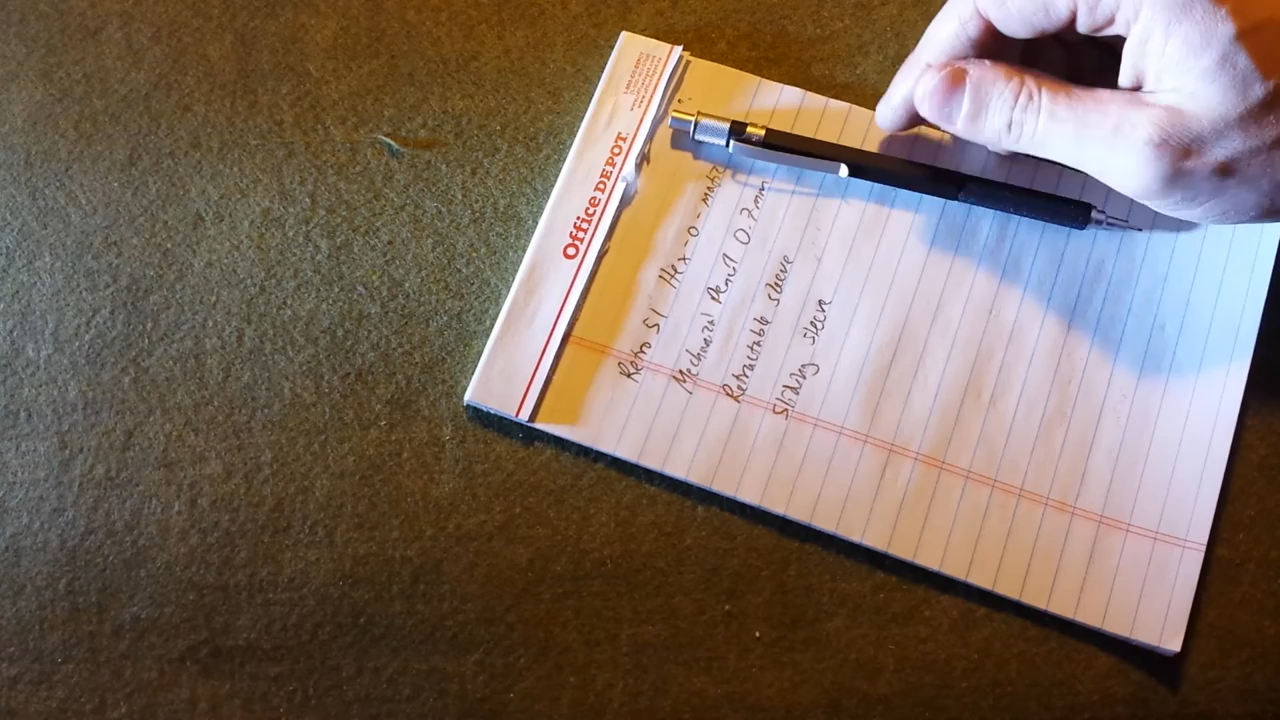 Office DEPOT.
Retro 51 Hex-O-matic
Mechanical Pencil 0.7mm
Retractable sleeve
Sliding sleeve